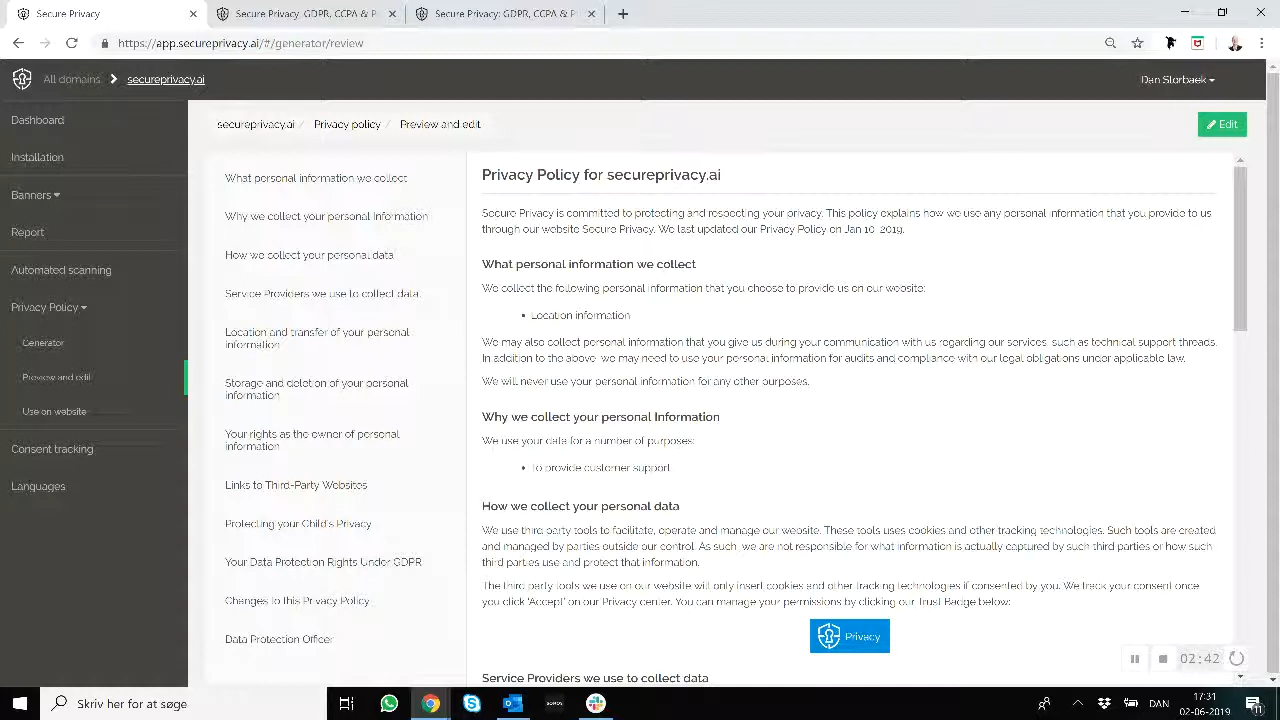 Secure Privacy
Secure Privacy: GDPR, CCPA & P
Secure Privacy: GDPR, CCPA & P
https://app.secureprivacy.ai/#/generator/review
All domains
secureprivacy.ai
Dan Storbaek
Dashboard
Installation
Banners
Report
Automated scanning
Privacy Policy
Generator
Preview and edit
Use on website
Consent tracking
Languages
secureprivacy.ai / Privacy policy / Preview and edit
Edit
What personal information we collect
Why we collect your personal Information
How we collect your personal data
Service Providers we use to collect data
Location and transfer of your personal
information
Storage and deletion of your personal
information
Your rights as the owner of personal
information
Links to Third-Party Websites
Protecting your Child's Privacy
Your Data Protection Rights Under GDPR
Changes to this Privacy Policy
Data Protection Officer
Privacy Policy for secureprivacy.ai
Secure Privacy is committed to protecting and respecting your privacy. This policy explains how we use any personal information that you provide to us
through our website Secure Privacy. We last updated our Privacy Policy on Jan 10, 2019.
What personal information we collect
We collect the following personal information that you choose to provide us on our website:
• Location information
We may also collect personal information that you give us during your communication with us regarding our services, such as technical support threads.
In addition to the above, we may need to use your personal information for audits and compliance with our legal obligations under applicable law.
We will never use your personal information for any other purposes.
Why we collect your personal Information
We use your data for a number of purposes:
• To provide customer support
How we collect your personal data
We use third party tools to facilitate, operate and manage our website. These tools uses cookies and other tracking technologies. Such tools are created
and managed by parties outside our control. As such, we are not responsible for what information is actually captured by such third parties or how such
third parties use and protect that information.
The third party tools we use on our website will only insert cookies and other tracking technologies if consented by you. We track your consent once
you click 'Accept' on our Privacy center. You can manage your permissions by clicking our Trust Badge below:
Privacy
Service Providers we use to collect data
02:42
Skriv her for at søge
SONOS
DAN
17:31
02-06-2019